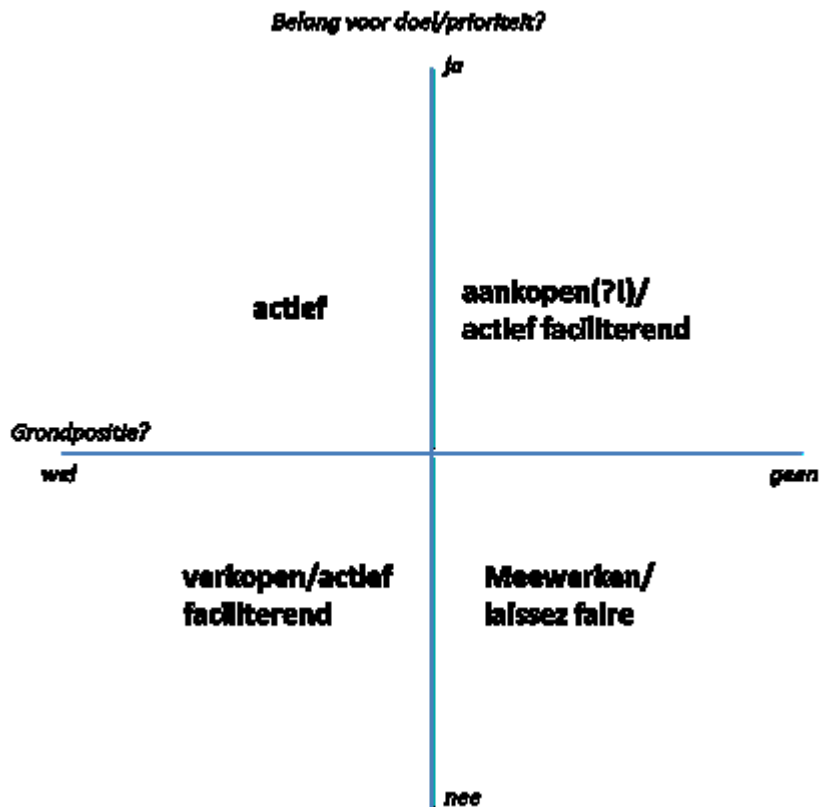 Belang voor doel/prioriteit?
ja
actief
aankopen(?!)/
actief faciliterend
Grondpositie?
wel
geen
verkopen/actief
faciliterend
Meewerken/
laissez faire
nee